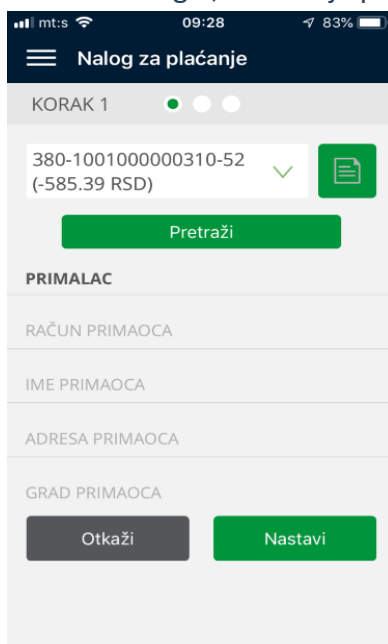 mt:s 09:28 83%
Nalog za plaćanje
KORAK 1
380-1001000000310-52
(-585.39 RSD)
Pretraži
PRIMALAC
RAČUN PRIMAOCA
IME PRIMAOCA
ADRESA PRIMAOCA
GRAD PRIMAOCA
Otkaži Nastavi